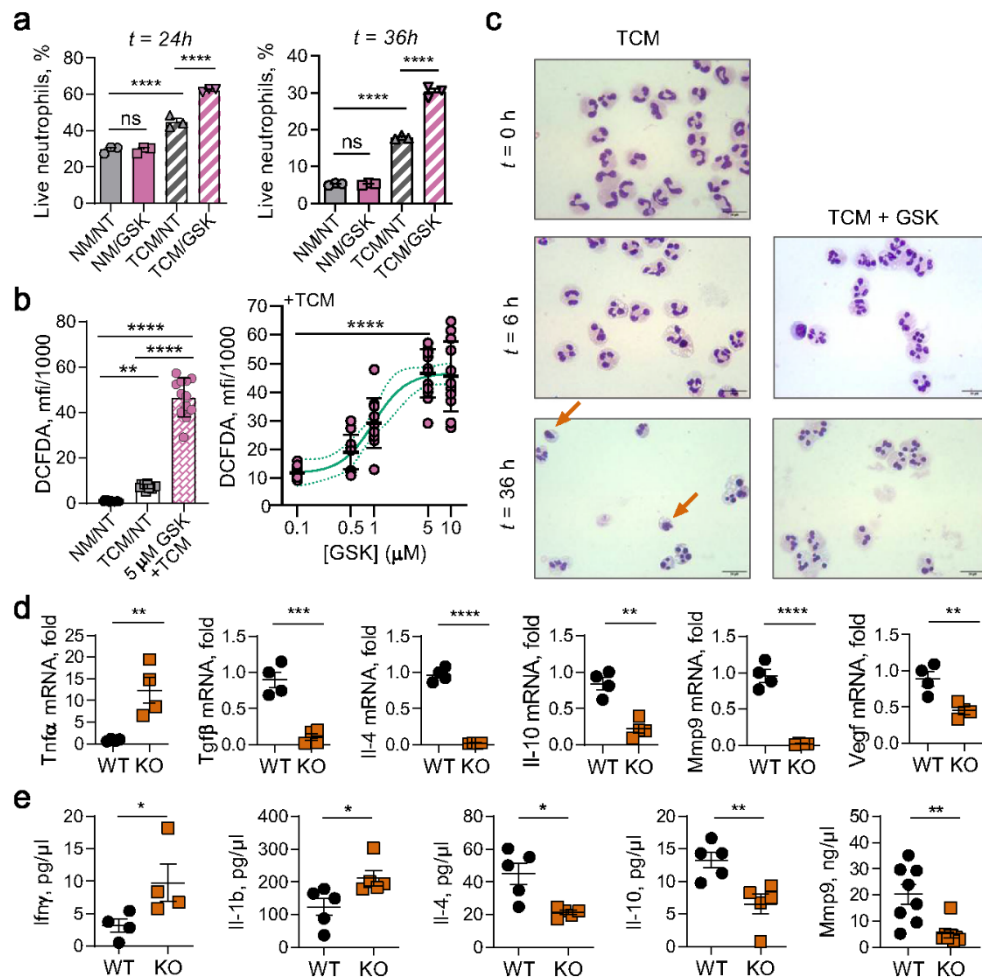 a
t = 24h
t = 36h
Live neutrophils, %
80
60
40
20
0
****
****
ns
NM/NT
NM/GSK
TCM/NT
TCM/GSK
Live neutrophils, %
40
30
20
10
0
****
****
ns
NM/NT
NM/GSK
TCM/NT
TCM/GSK
b
DCFDA, mfi/1000
80
60
40
20
0
****
****
**
NM/NT
TCM/NT
5 μM GSK
+TCM
+TCM
DCFDA, mfi/1000
70
60
50
40
30
20
10
0
****
0.1
0.5
1
5
10
[GSK] (μM)
c
TCM
t = 0 h
TCM + GSK
t = 6 h
t = 36 h
d
Tnfα mRNA, fold
25
20
15
10
5
0
**
WT KO
Tgfβ mRNA, fold
1.5
1.0
0.5
0.0
***
WT KO
Il-4 mRNA, fold
1.5
1.0
0.5
0.0
****
WT KO
Il-10 mRNA, fold
1.5
1.0
0.5
0.0
**
WT KO
Mmp9 mRNA, fold
1.5
1.0
0.5
0.0
****
WT KO
Vegf mRNA, fold
1.5
1.0
0.5
0.0
**
WT KO
e
Ifnγ, pg/μl
20
15
10
5
0
*
WT KO
Il-1b, pg/μl
400
300
200
100
0
*
WT KO
Il-4, pg/μl
80
60
40
20
0
*
WT KO
Il-10, pg/μl
20
15
10
5
0
**
WT KO
Mmp9, ng/μl
50
40
30
20
10
0
**
WT KO